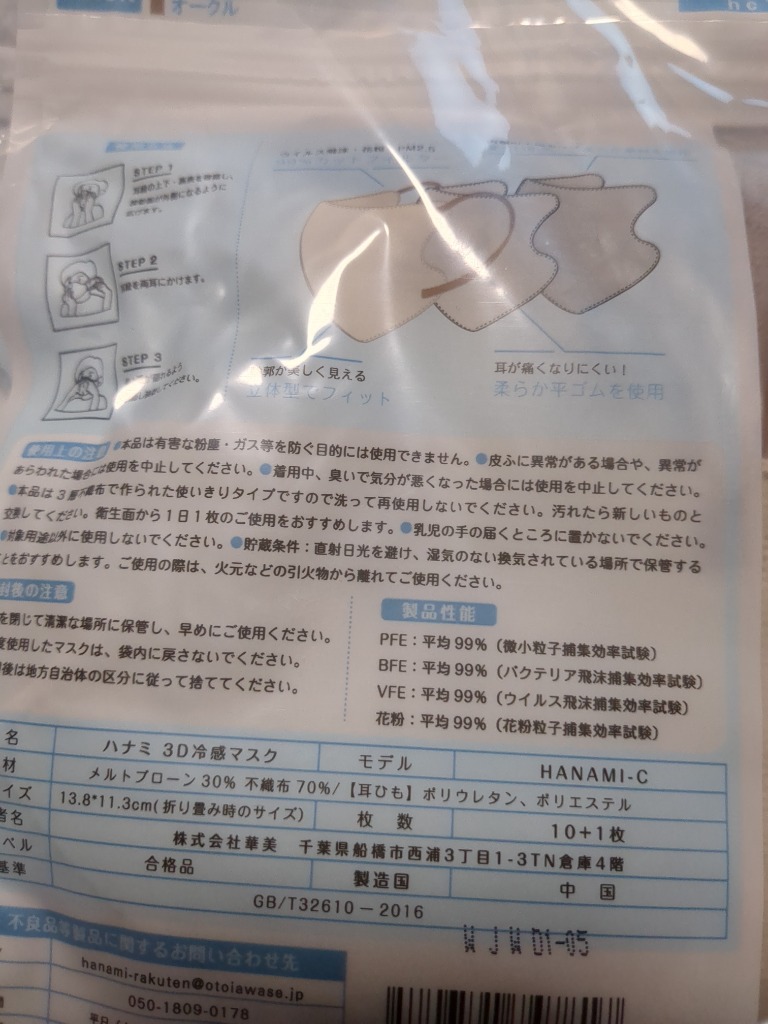 オークル
STEP 1
STEP 2
両耳にかけます。
STEP 3
しく見える
立体型でフィット
耳が痛くなりにくい！
柔らか平ゴムを使用
使用上の注
●本品は有害な粉塵・ガス等を防ぐ目的には使用できません。●皮ふに異常がある場合や、異常が
あらわれた場合には使用を中止してください。●着用中、臭いで気分が悪くなった場合には使用を中止してください。
●本品は3層不織布で作られた使いきりタイプですので洗って再使用しないでください。汚れたら新しいものと
交換してください。衛生面から1日1枚のご使用をおすすめします。●乳児の手の届くところに置かないでください。
●対象用途以外に使用しないでください。●貯蔵条件：直射日光を避け、湿気のない換気されている場所で保管する
ことをおすすめします。ご使用の際は、火元などの引火物から離れてご使用ください。
封後の注意
を閉じて清潔な場所に保管し、早めにご使用ください。
使用したマスクは、袋内に戻さないでください。
後は地方自治体の区分に従って捨ててください。
製品性能
PFE：平均99%（微小粒子捕集効率試験）
BFE：平均99%（バクテリア飛沫捕集効率試験）
VFE：平均99%（ウイルス飛沫捕集効率試験）
花粉：平均99%（花粉粒子捕集効率試験）
名 ハナミ 3D冷感マスク モデル HANAMI-C
材 メルトブローン30% 不織布70%/【耳ひも】ポリウレタン、ポリエステル
イズ 13.8*11.3cm(折り畳み時のサイズ) 枚 数 10+1枚
者名 株式会社華美 千葉県船橋市西浦3丁目1-3TN倉庫4階
ベル 合格品 製造国 中 国
基準 GB/T32610－2016
WJW01-05
不良品等製品に関するお問い合わせ先
hanami-rakuten@otoiawase.jp
050-1809-0178
平日